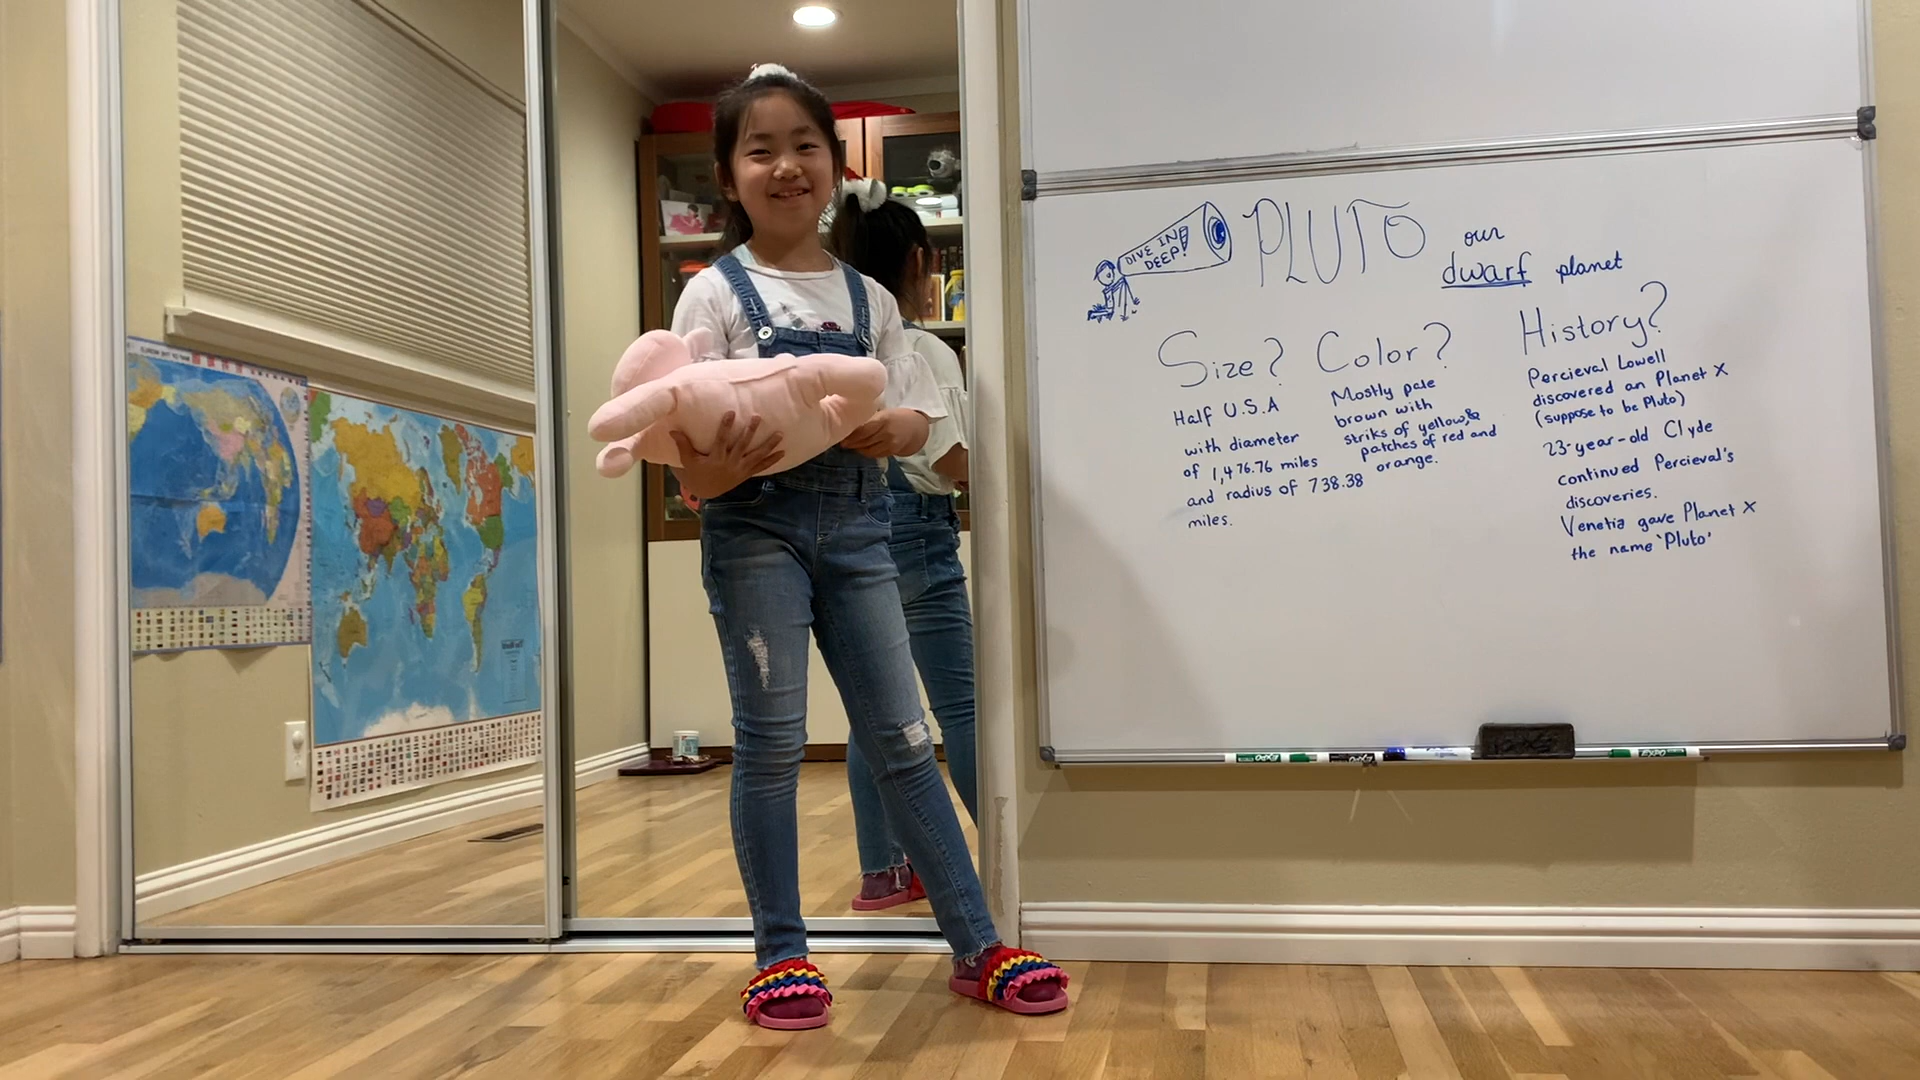 DIVE IN
DEEP!
PLUTO
our
dwarf planet
Size?
Half U.S.A
with diameter
of 1,476.76 miles
and radius of 738.38
miles.
Color?
Mostly pale
brown with
striks of yellow,&
patches of red and
orange.
History?
Percieval Lowell
discovered an Planet X
(suppose to be Pluto)
23-year-old Clyde
continued Percieval's
discoveries.
Venetia gave Planet X
the name 'Pluto'
EXPO
EXPO
EXPO